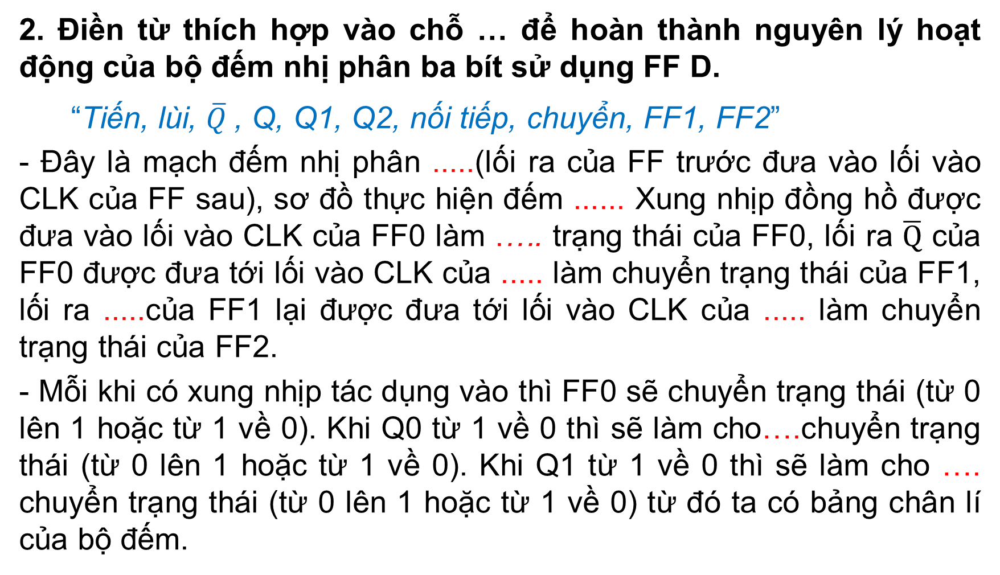 2. Điền từ thích hợp vào chỗ … để hoàn thành nguyên lý hoạt
động của bộ đếm nhị phân ba bít sử dụng FF D.
“Tiến, lùi, Q̅ , Q, Q1, Q2, nối tiếp, chuyển, FF1, FF2”
- Đây là mạch đếm nhị phân .....(lối ra của FF trước đưa vào lối vào
CLK của FF sau), sơ đồ thực hiện đếm ...... Xung nhịp đồng hồ được
đưa vào lối vào CLK của FF0 làm ….. trạng thái của FF0, lối ra Q̅ của
FF0 được đưa tới lối vào CLK của ..... làm chuyển trạng thái của FF1,
lối ra .....của FF1 lại được đưa tới lối vào CLK của ..... làm chuyển
trạng thái của FF2.
- Mỗi khi có xung nhịp tác dụng vào thì FF0 sẽ chuyển trạng thái (từ 0
lên 1 hoặc từ 1 về 0). Khi Q0 từ 1 về 0 thì sẽ làm cho….chuyển trạng
thái (từ 0 lên 1 hoặc từ 1 về 0). Khi Q1 từ 1 về 0 thì sẽ làm cho ….
chuyển trạng thái (từ 0 lên 1 hoặc từ 1 về 0) từ đó ta có bảng chân lí
của bộ đếm.